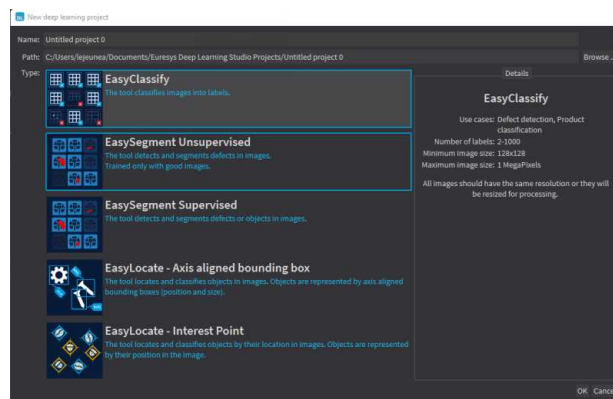 New deep learning project
Name: Untitled project 0
Path: C:/Users/lejeunea/Documents/Euresys Deep Learning Studio Projects/Untitled project 0 Browse
Type:
EasyClassify
The tool classifies images into labels.
EasySegment Unsupervised
The tool detects and segments defects in images.
Trained only with good images.
EasySegment Supervised
The tool detects and segments defects or objects in images.
EasyLocate - Axis aligned bounding box
The tool locates and classifies objects in images. Objects are represented by axis aligned
bounding boxes (position and size).
EasyLocate - Interest Point
The tool locates and classifies objects by their location in images. Objects are represented
by their position in the image.
Details
EasyClassify
Use cases: Defect detection, Product
classification
Number of labels: 2-1000
Minimum image size: 128x128
Maximum image size: 1 MegaPixels
All images should have the same resolution or they will
be resized for processing.
OK Cance